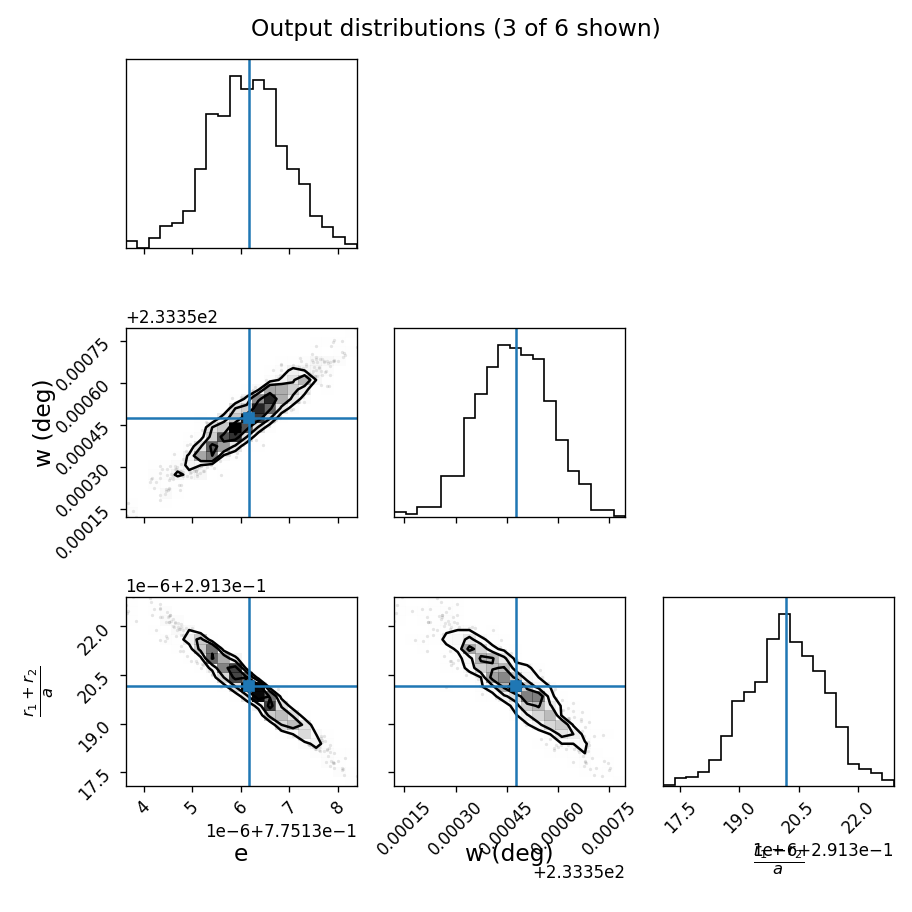 Output distributions (3 of 6 shown)
+2.3335e2
w (deg)
0.00075
0.00060
0.00045
0.00030
0.00015
1e−6+2.913e−1
r₁ + r₂
a
22.0
20.5
19.0
17.5
4 5 6 7 8
1e−6+7.7513e−1
e
0.00015 0.00030 0.00045 0.00060 0.00075
w (deg)
+2.3335e2
17.5 19.0 20.5 22.0
1e−6+2.913e−1
r₁ + r₂
a